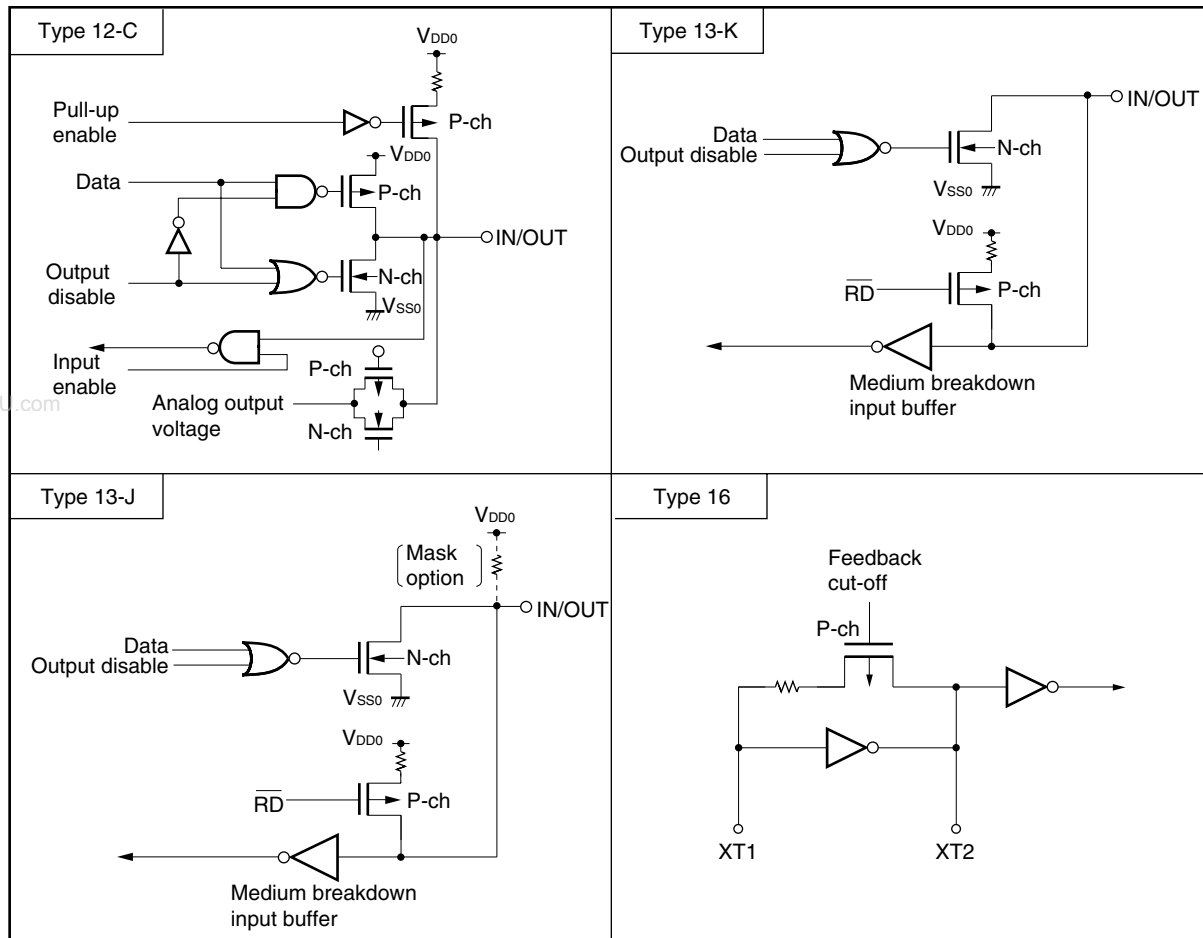 Type 12-C
VDD0
Pull-up
enable
P-ch
VDD0
Data
P-ch
IN/OUT
Output
disable
N-ch
VSS0
Input
enable
P-ch
Analog output
voltage
N-ch
U.com
Type 13-K
IN/OUT
Data
Output disable
N-ch
VSS0
VDD0
RD
P-ch
Medium breakdown
input buffer
Type 13-J
VDD0
Mask
option
IN/OUT
Data
Output disable
N-ch
VSS0
VDD0
RD
P-ch
Medium breakdown
input buffer
Type 16
Feedback
cut-off
P-ch
XT1
XT2